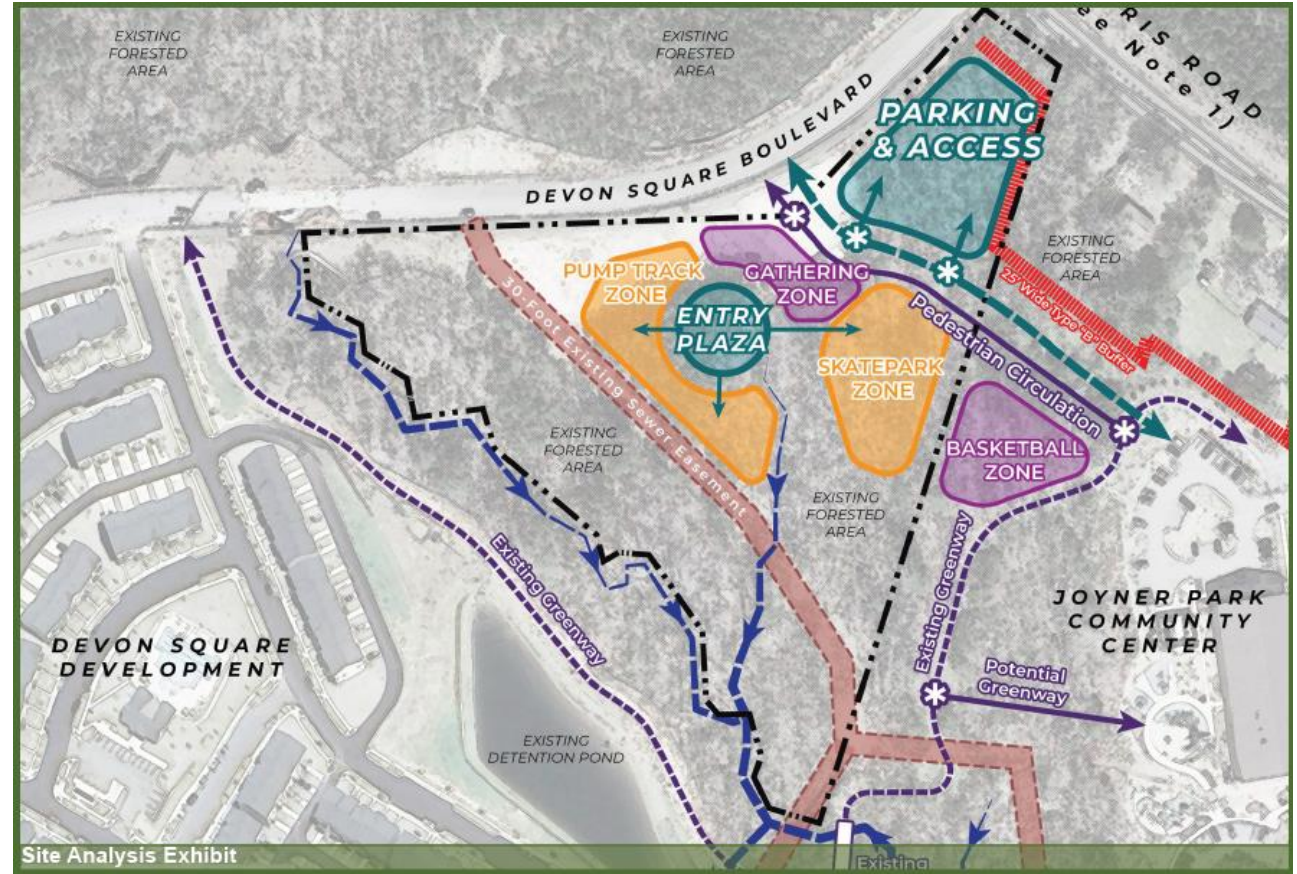 EXISTING
FORESTED
AREA
EXISTING
FORESTED
AREA
RIS ROAD
ee Note 1)
DEVON SQUARE BOULEVARD
PARKING
& ACCESS
EXISTING
FORESTED
AREA
PUMP TRACK
ZONE
GATHERING
ZONE
ENTRY
PLAZA
SKATEPARK
ZONE
25' Wide Type "B" Buffer
Pedestrian Circulation
30-Foot Existing Sewer Easement
BASKETBALL
ZONE
EXISTING
FORESTED
AREA
EXISTING
FORESTED
AREA
Existing Greenway
Existing Greenway
JOYNER PARK
COMMUNITY
CENTER
DEVON SQUARE
DEVELOPMENT
Potential
Greenway
EXISTING
DETENTION POND
Site Analysis Exhibit
Existing